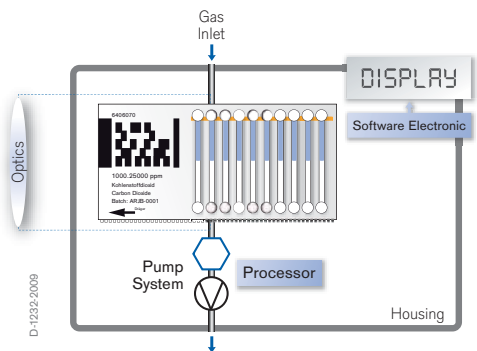 Gas
Inlet
DISPLAY
Software Electronic
Optics
6406070
1000.25000 ppm
Kohlenstoffdioxid
Carbon Dioxide
Batch: ARJB-0001
Dräger
Pump
System
Processor
Housing
D-1232-2009